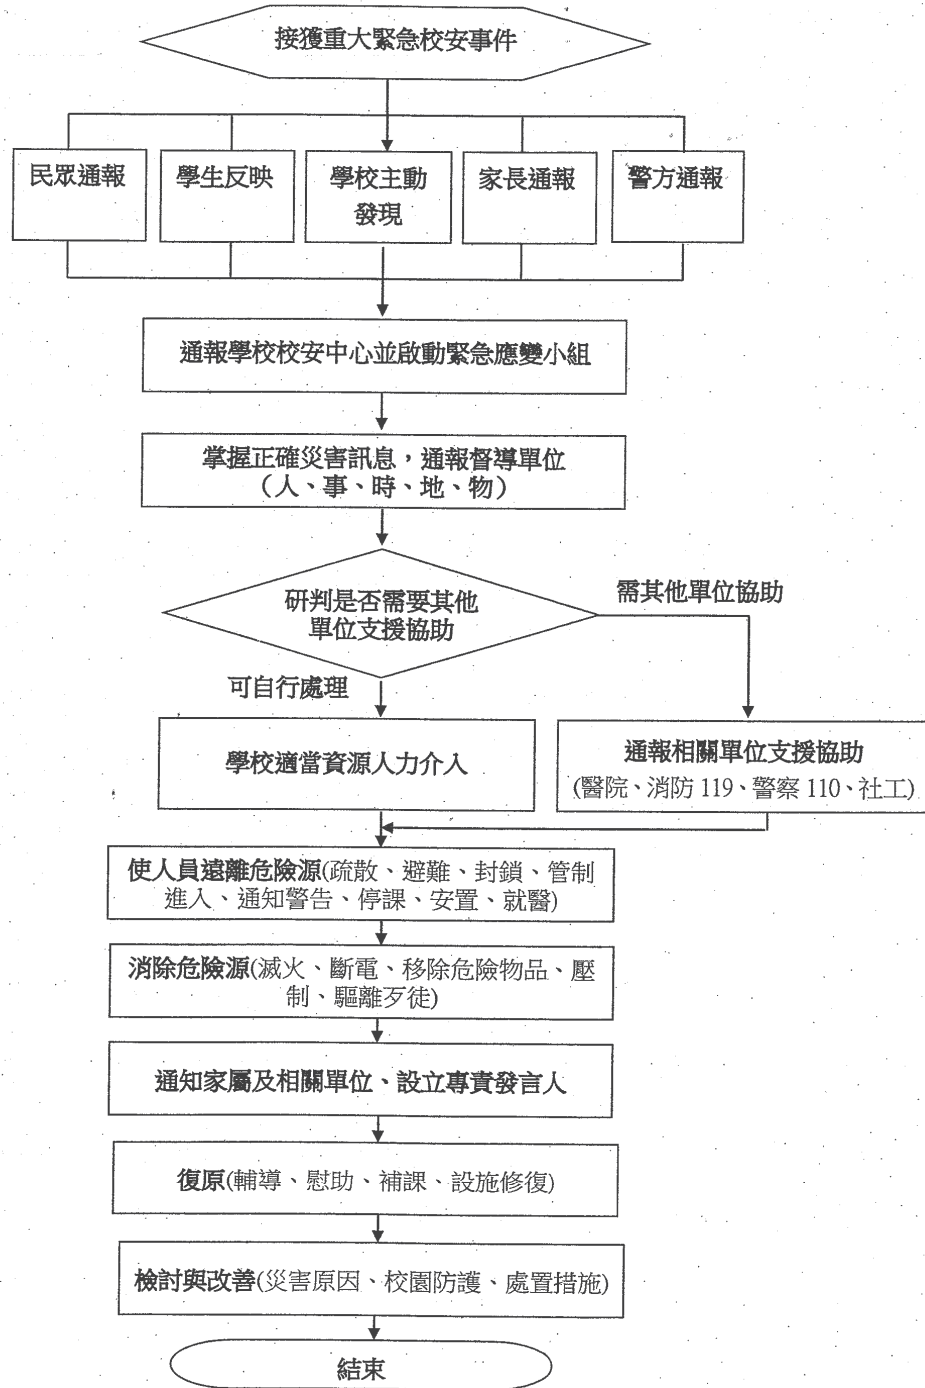 接獲重大緊急校安事件
民眾通報
學生反映
學校主動
發現
家長通報
警方通報
通報學校校安中心並啟動緊急應變小組
掌握正確災害訊息，通報督導單位
（人、事、時、地、物）
研判是否需要其他
單位支援協助
需其他單位協助
可自行處理
學校適當資源人力介入
通報相關單位支援協助
(醫院、消防 119、警察 110、社工)
使人員遠離危險源(疏散、避難、封鎖、管制
進入、通知警告、停課、安置、就醫)
消除危險源(滅火、斷電、移除危險物品、壓
制、驅離歹徒)
通知家屬及相關單位、設立專責發言人
復原(輔導、慰助、補課、設施修復)
檢討與改善(災害原因、校園防護、處置措施)
結束